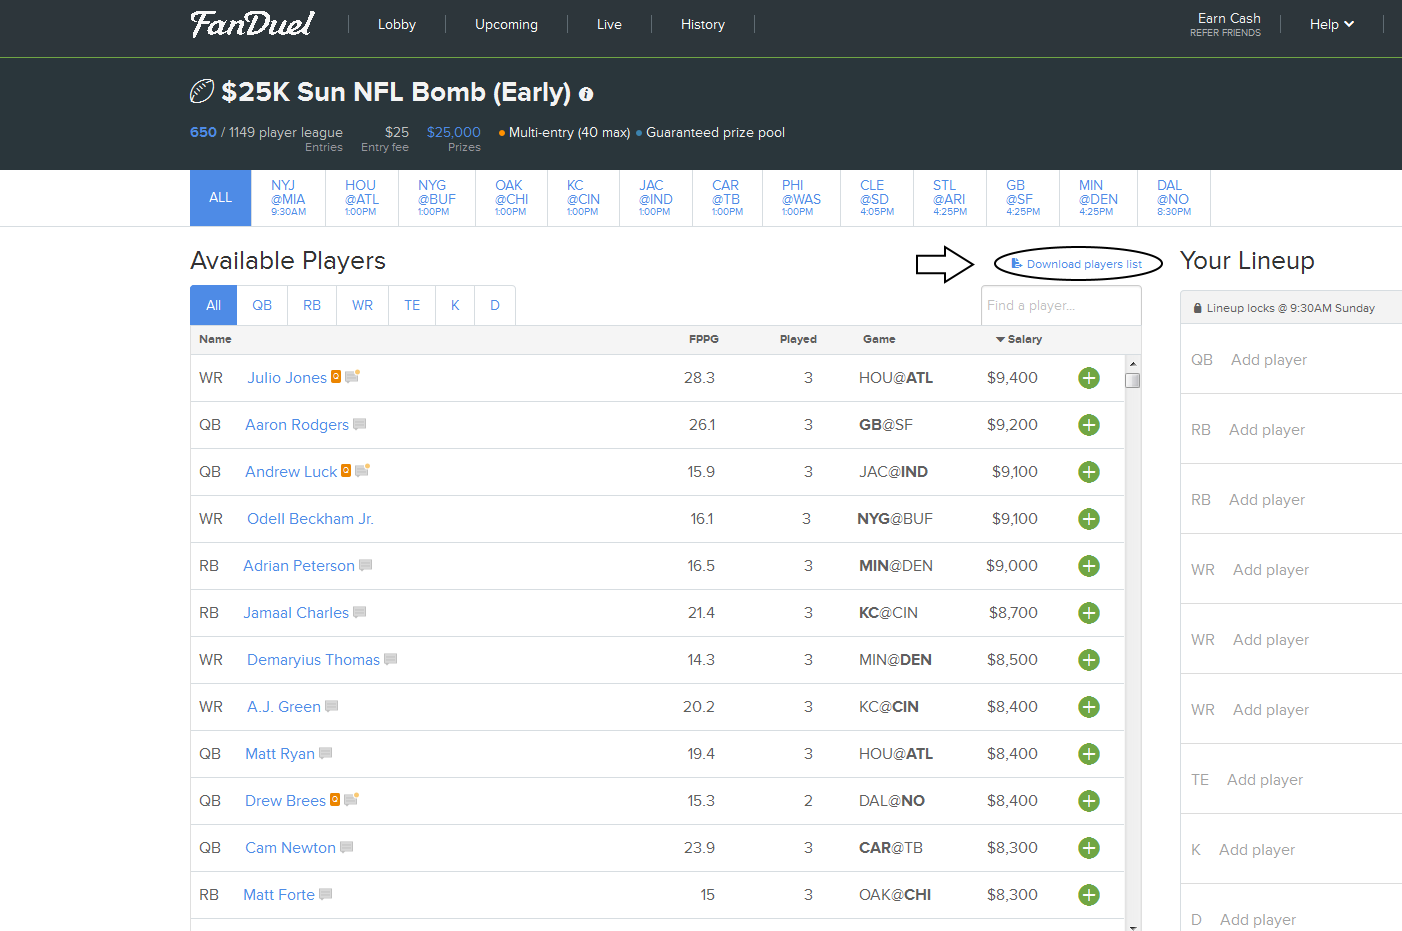 FanDuel
Lobby
Upcoming
Live
History
Earn Cash
REFER FRIENDS
Help
$25K Sun NFL Bomb (Early) i
650 / 1149 player league
Entries
$25
Entry fee
$25,000
Prizes
Multi-entry (40 max)
Guaranteed prize pool
ALL
NYJ
@MIA
9:30AM
HOU
@ATL
1:00PM
NYG
@BUF
1:00PM
OAK
@CHI
1:00PM
KC
@CIN
1:00PM
JAC
@IND
1:00PM
CAR
@TB
1:00PM
PHI
@WAS
1:00PM
CLE
@SD
4:05PM
STL
@ARI
4:25PM
GB
@SF
4:25PM
MIN
@DEN
4:25PM
DAL
@NO
8:30PM
Available Players
Download players list
All QB RB WR TE K D
Find a player...
Name FPPG Played Game Salary
WR Julio Jones Q 28.3 3 HOU@ATL $9,400
QB Aaron Rodgers 26.1 3 GB@SF $9,200
QB Andrew Luck Q 15.9 3 JAC@IND $9,100
WR Odell Beckham Jr. 16.1 3 NYG@BUF $9,100
RB Adrian Peterson 16.5 3 MIN@DEN $9,000
RB Jamaal Charles 21.4 3 KC@CIN $8,700
WR Demaryius Thomas 14.3 3 MIN@DEN $8,500
WR A.J. Green 20.2 3 KC@CIN $8,400
QB Matt Ryan 19.4 3 HOU@ATL $8,400
QB Drew Brees Q 15.3 2 DAL@NO $8,400
QB Cam Newton 23.9 3 CAR@TB $8,300
RB Matt Forte 15 3 OAK@CHI $8,300
Your Lineup
Lineup locks @ 9:30AM Sunday
QB Add player
RB Add player
RB Add player
WR Add player
WR Add player
WR Add player
TE Add player
K Add player
D Add player